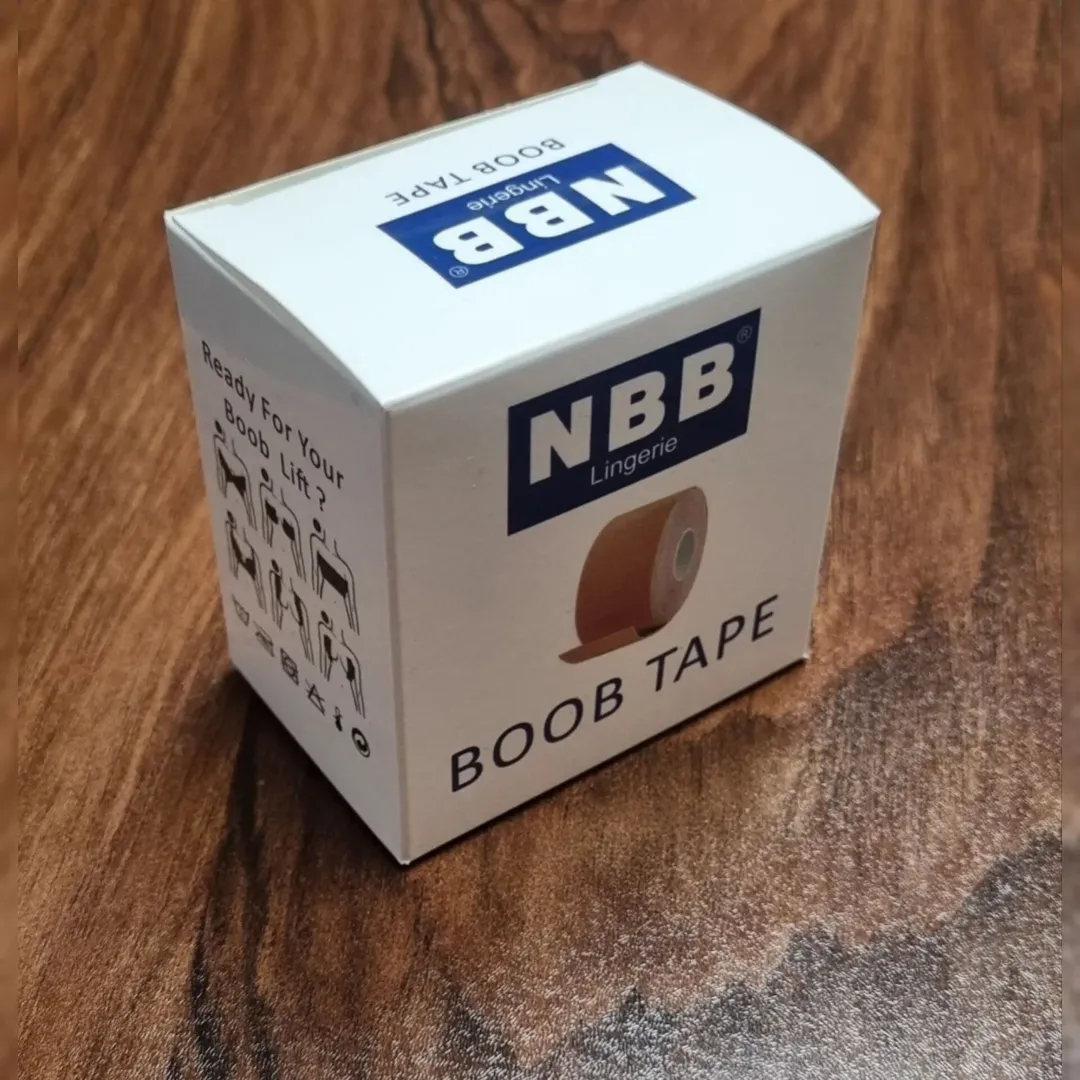 BOOB TAPE
NBB
Lingerie
®
NBB®
Lingerie
BOOB TAPE
Ready For Your
Boob Lift ?